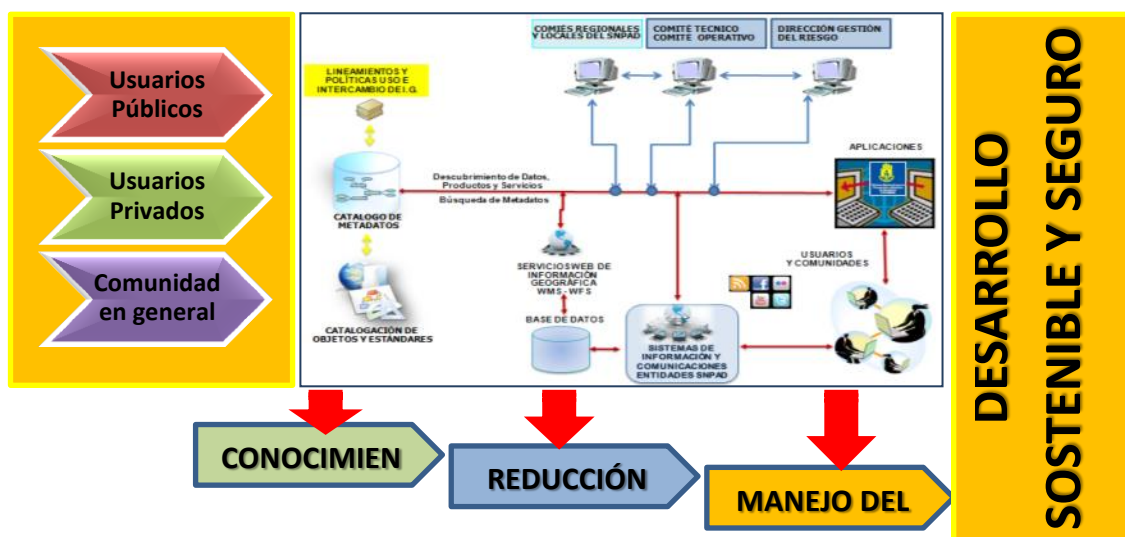 Usuarios
Públicos
Usuarios
Privados
Comunidad
en general
COMIÉS REGIONALES
Y LOCALES DEL SNPAD
COMITÉ TECNICO
COMITÉ OPERATIVO
DIRECCIÓN GESTIÓN
DEL RIESGO
LINEAMIENTOS Y
POLÍTICAS USO E
INTERCAMBIO DE I.G.
APLICACIONES
Descubrimiento de Datos,
Productos y Servicios
Búsqueda de Metadatos
CATALOGO DE
METADATOS
SERVICIOS WEB DE
INFORMACIÓN
GEOGRÁFICA
WMS - WFS
USUARIOS
Y COMUNIDADES
BASE DE DATOS
CATALOGACIÓN DE
OBJETOS Y ESTÁNDARES
SISTEMAS DE
INFORMACIÓN Y
COMUNICACIONES
ENTIDADES SNPAD
CONOCIMIEN
REDUCCIÓN
MANEJO DEL
DESARROLLO
SOSTENIBLE Y SEGURO